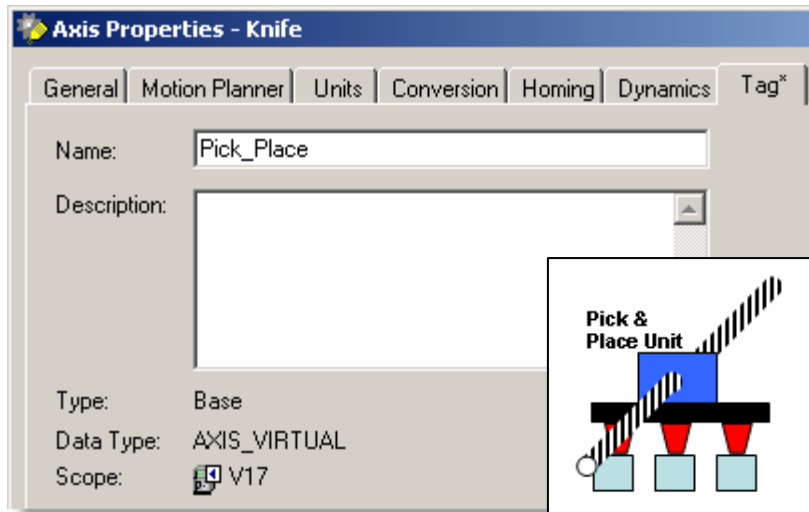 Axis Properties - Knife
General Motion Planner Units Conversion Homing Dynamics Tag*
Name: Pick_Place
Description:
Pick &
Place Unit
Type: Base
Data Type: AXIS_VIRTUAL
Scope: V17